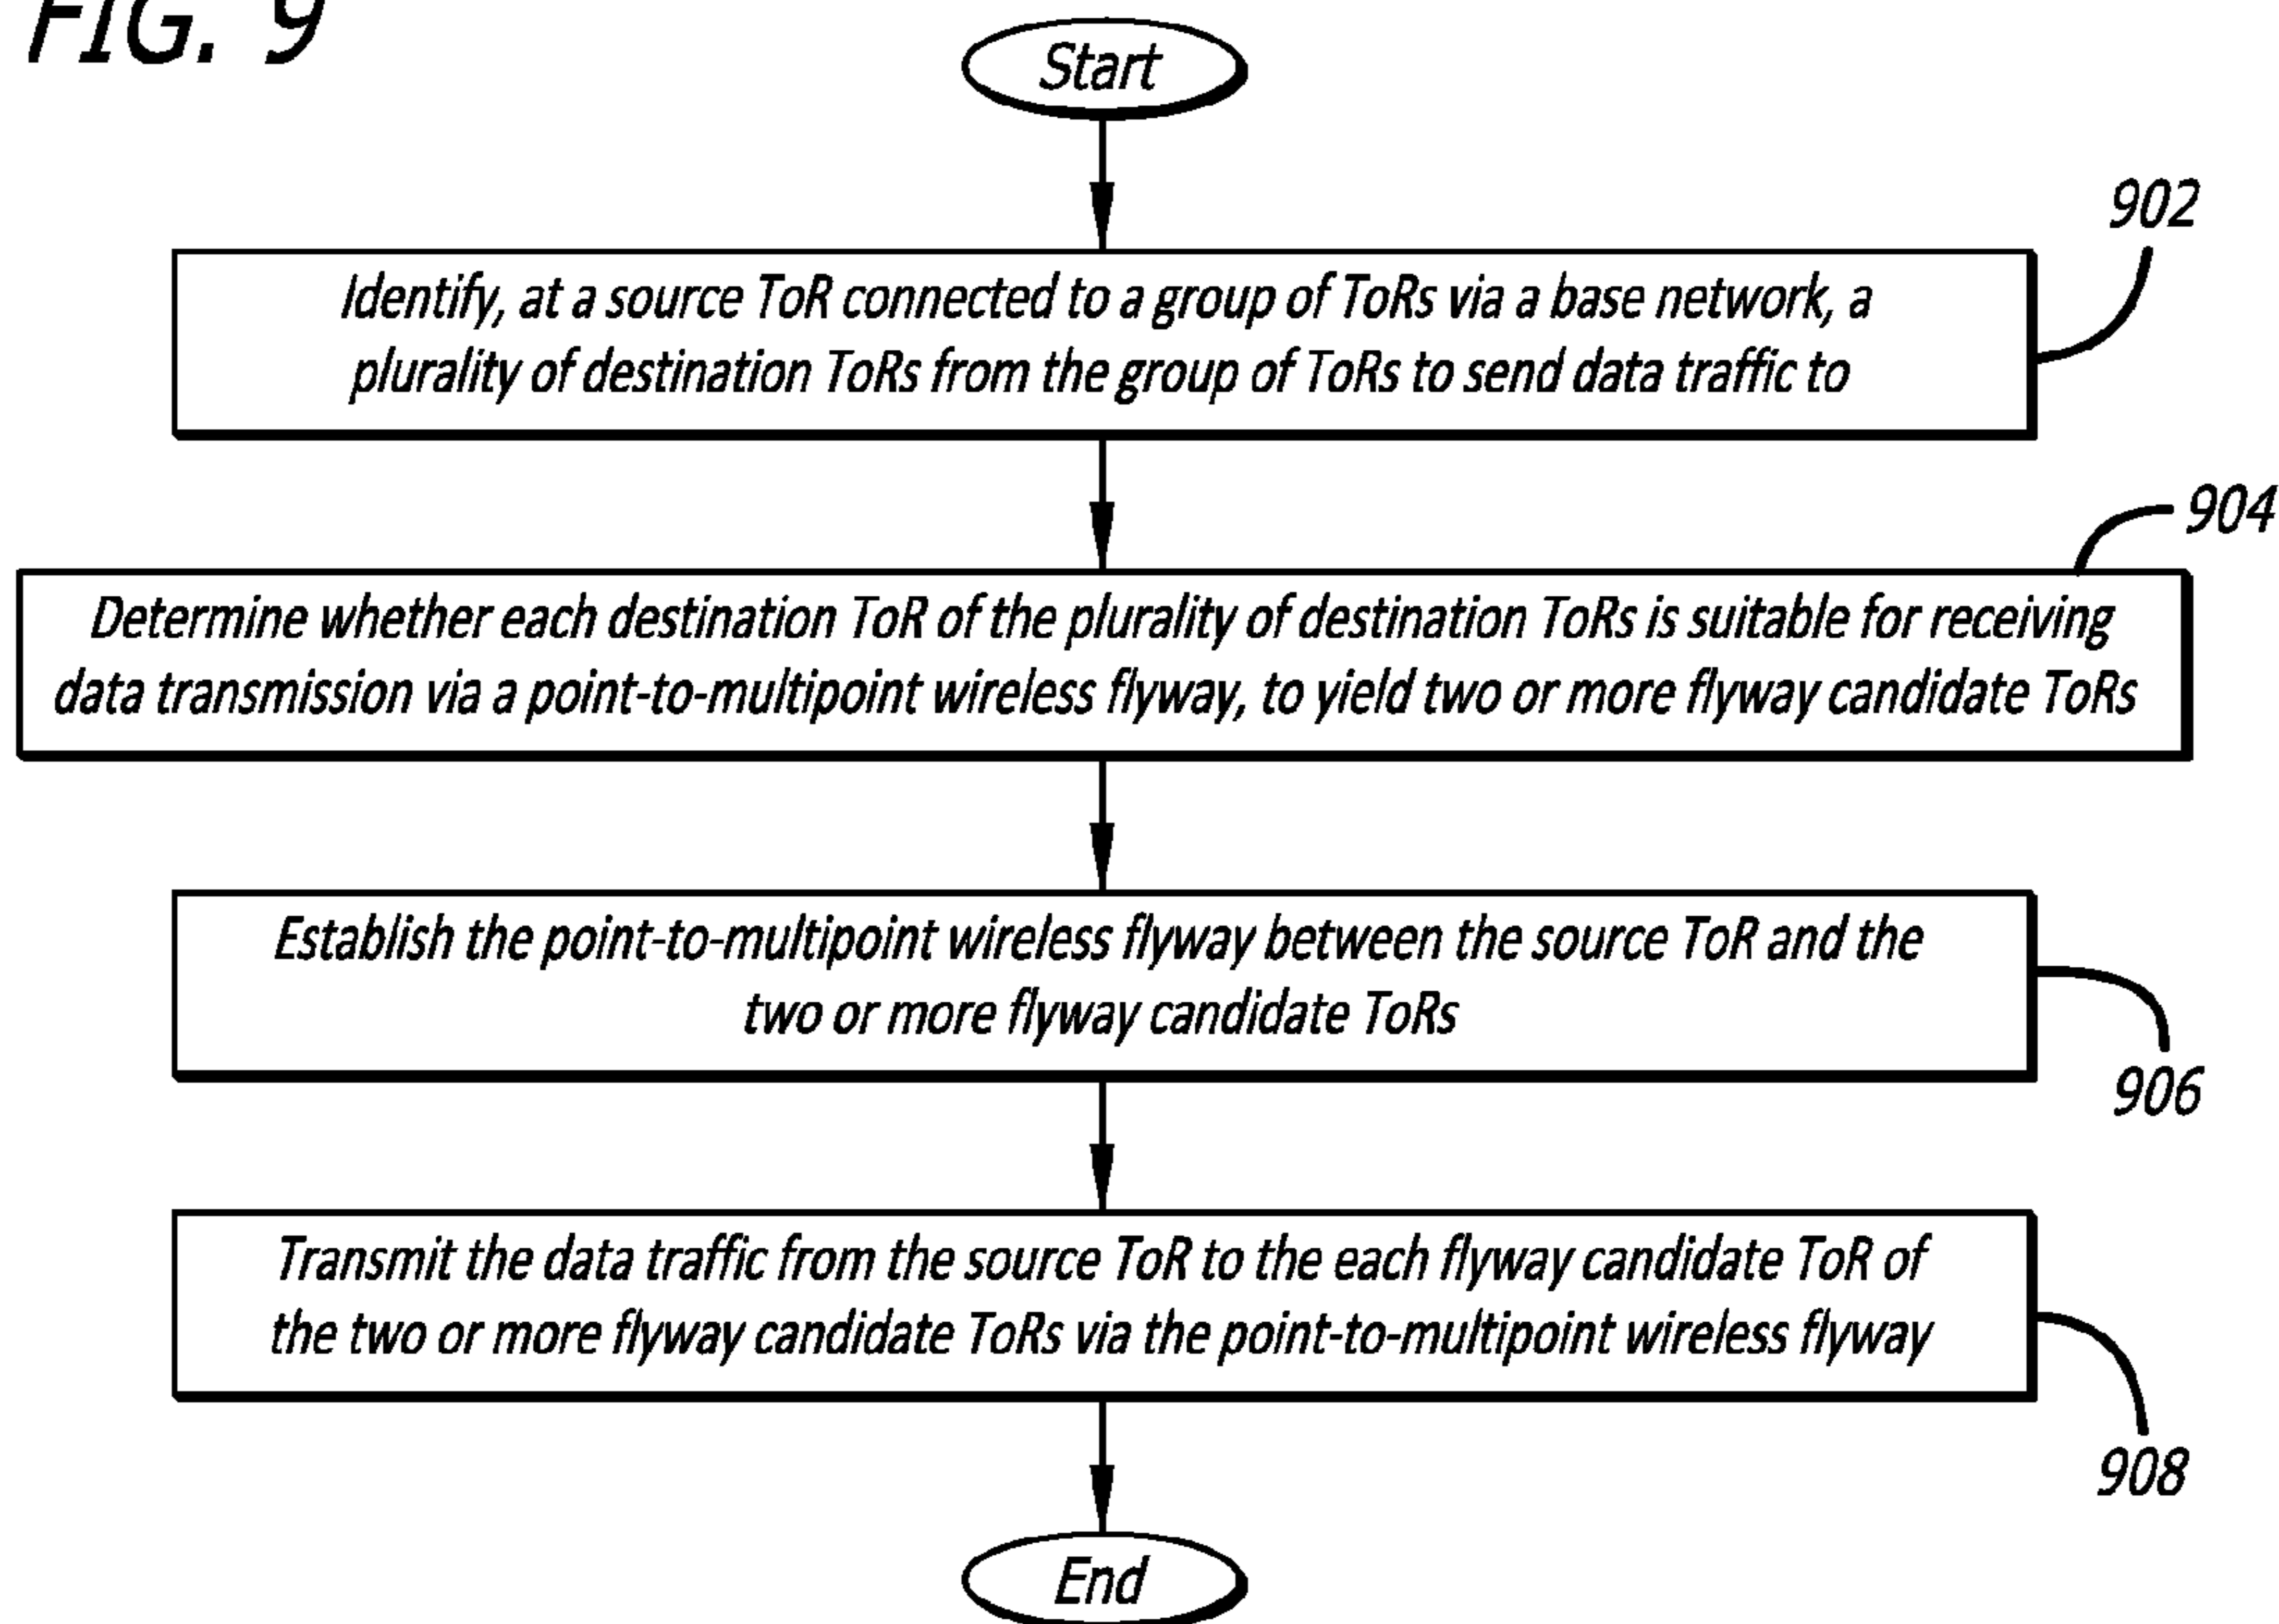 FIG. 9
Start
902
Identify, at a source ToR connected to a group of ToRs via a base network, a
plurality of destination ToRs from the group of ToRs to send data traffic to
904
Determine whether each destination ToR of the plurality of destination ToRs is suitable for receiving
data transmission via a point-to-multipoint wireless flyway, to yield two or more flyway candidate ToRs
Establish the point-to-multipoint wireless flyway between the source ToR and the
two or more flyway candidate ToRs
906
Transmit the data traffic from the source ToR to the each flyway candidate ToR of
the two or more flyway candidate ToRs via the point-to-multipoint wireless flyway
908
End